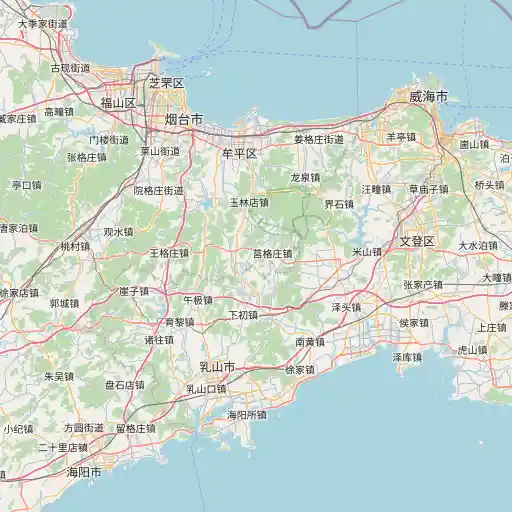 大季家街道
古现街道
芝罘区
威海市
福山区
高疃镇
臧家庄镇
烟台市
门楼街道
姜格庄街道
羊亭镇
崮山镇
张格庄镇
莱山街道
牟平区
亭口镇
院格庄街道
龙泉镇
汪疃镇
草庙子镇
桥头镇
玉林店镇
界石镇
唐家泊镇
观水镇
桃村镇
王格庄镇
莒格庄镇
米山镇
文登区
大水泊镇
大疃镇
徐家店镇
郭城镇
崖子镇
午极镇
张家产镇
泽头镇
育黎镇
下初镇
侯家镇
上庄镇
诸往镇
南黄镇
虎山镇
泽库镇
朱吴镇
乳山市
徐家镇
盘石店镇
乳山口镇
海阳所镇
小纪镇
方圆街道
留格庄镇
二十里店镇
海阳市